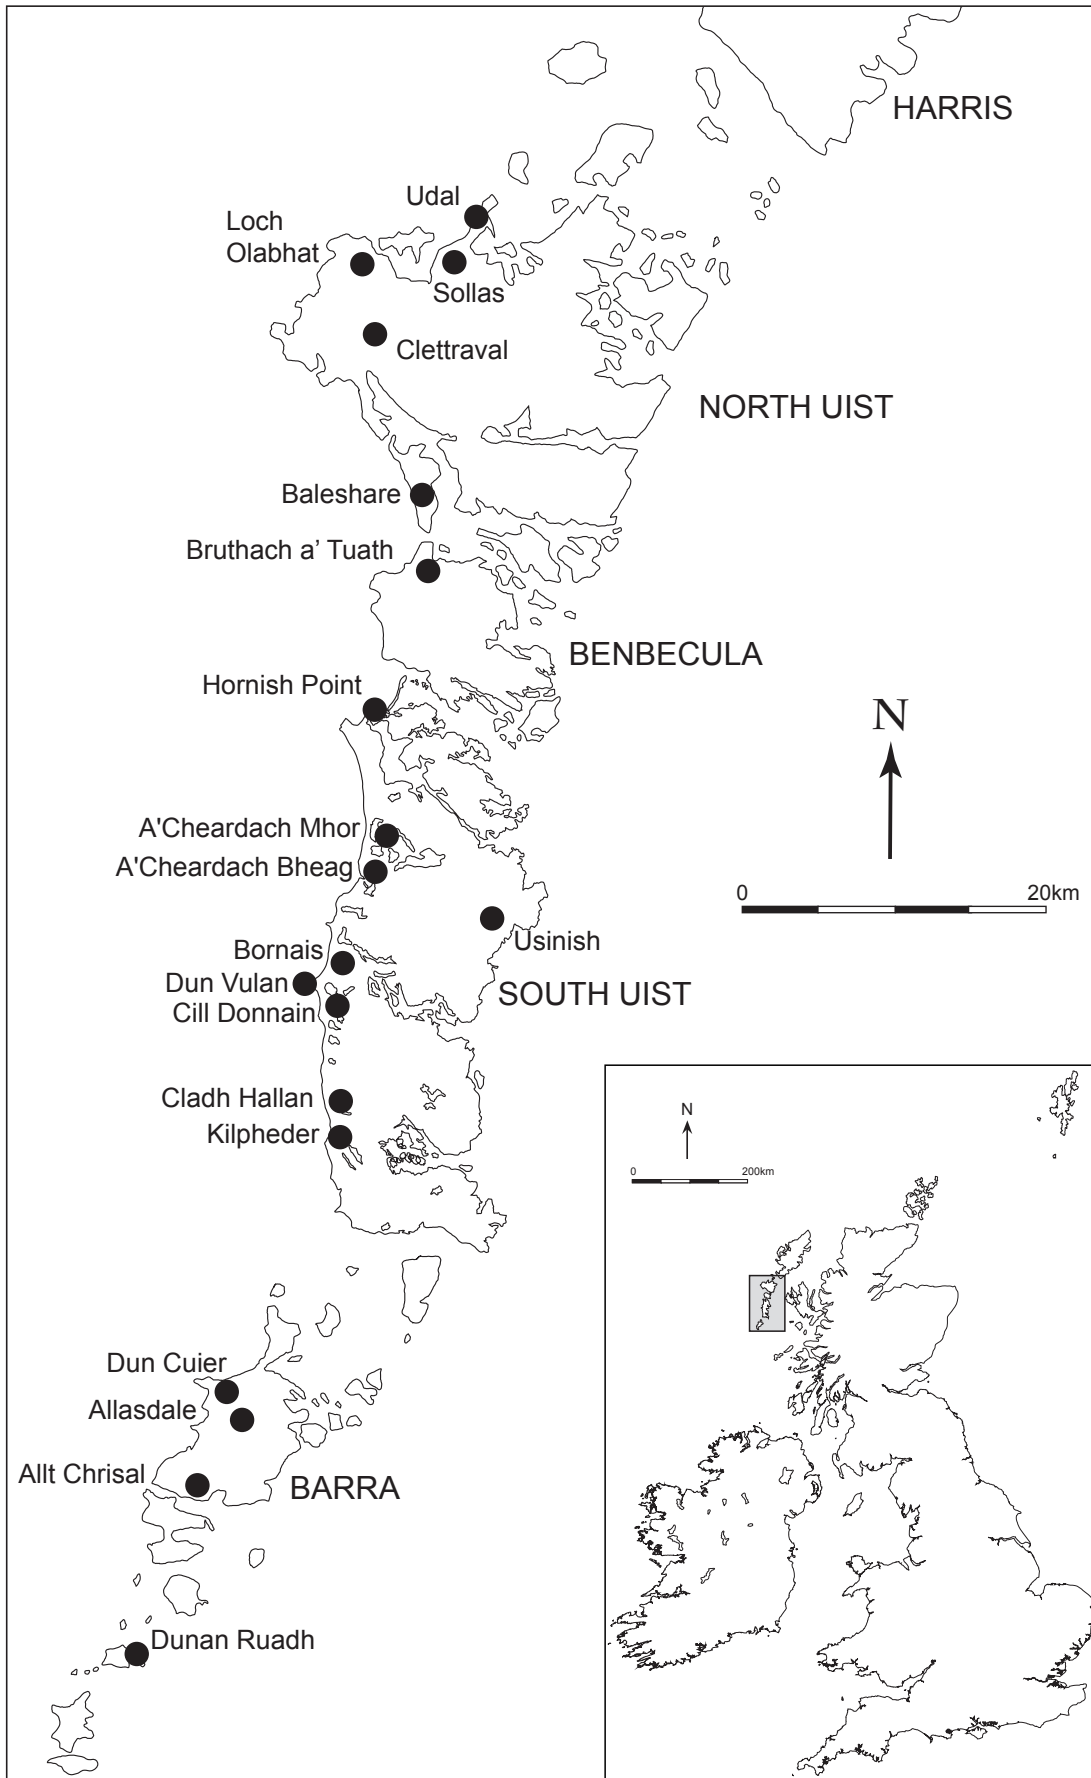 HARRIS
Udal
Loch
Olabhat
Sollas
Clettraval
NORTH UIST
Baleshare
Bruthach a’ Tuath
BENBECULA
Hornish Point
N
A'Cheardach Mhor
A'Cheardach Bheag
0 20km
Usinish
Bornais
Dun Vulan
SOUTH UIST
Cill Donnain
Cladh Hallan
Kilpheder
N
0 200km
Dun Cuier
Allasdale
Allt Chrisal
BARRA
Dunan Ruadh